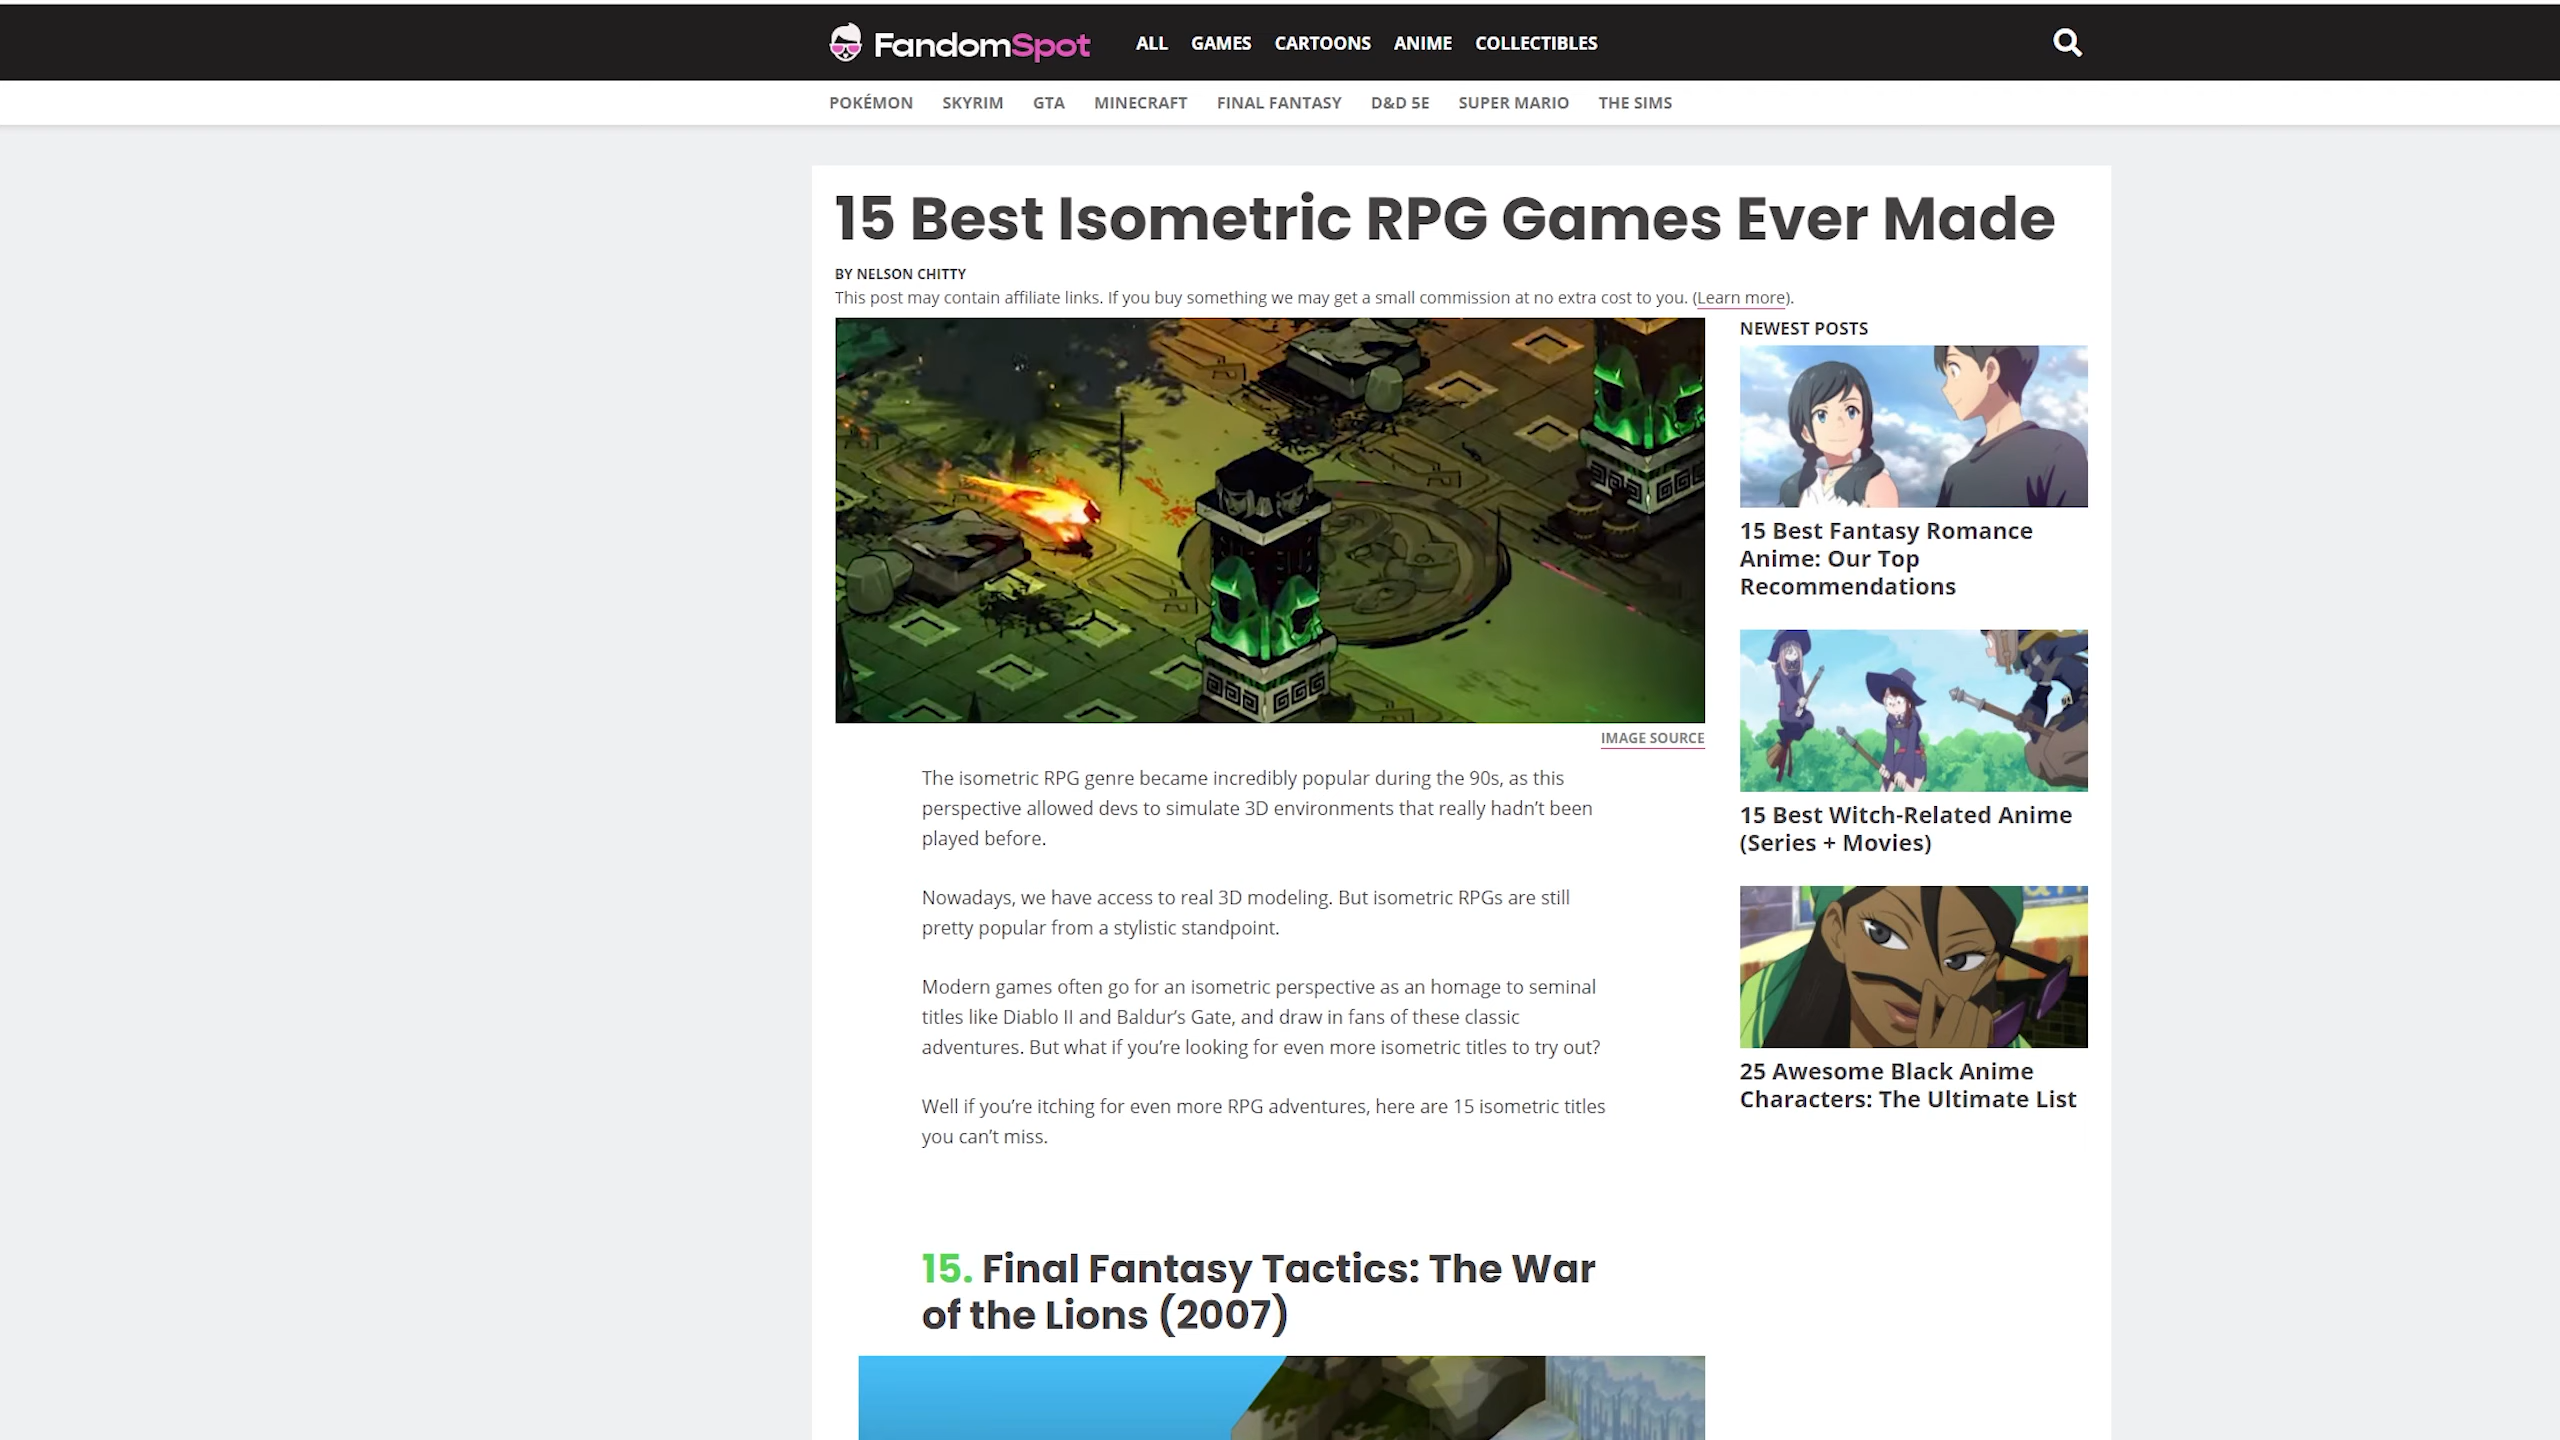 FandomSpot
ALL GAMES CARTOONS ANIME COLLECTIBLES
POKÉMON SKYRIM GTA MINECRAFT FINAL FANTASY D&D 5E SUPER MARIO THE SIMS
15 Best Isometric RPG Games Ever Made
BY NELSON CHITTY
This post may contain affiliate links. If you buy something we may get a small commission at no extra cost to you. (Learn more).
IMAGE SOURCE
The isometric RPG genre became incredibly popular during the 90s, as this
perspective allowed devs to simulate 3D environments that really hadn’t been
played before.
Nowadays, we have access to real 3D modeling. But isometric RPGs are still
pretty popular from a stylistic standpoint.
Modern games often go for an isometric perspective as an homage to seminal
titles like Diablo II and Baldur’s Gate, and draw in fans of these classic
adventures. But what if you’re looking for even more isometric titles to try out?
Well if you’re itching for even more RPG adventures, here are 15 isometric titles
you can’t miss.
15. Final Fantasy Tactics: The War
of the Lions (2007)
NEWEST POSTS
15 Best Fantasy Romance
Anime: Our Top
Recommendations
15 Best Witch-Related Anime
(Series + Movies)
25 Awesome Black Anime
Characters: The Ultimate List